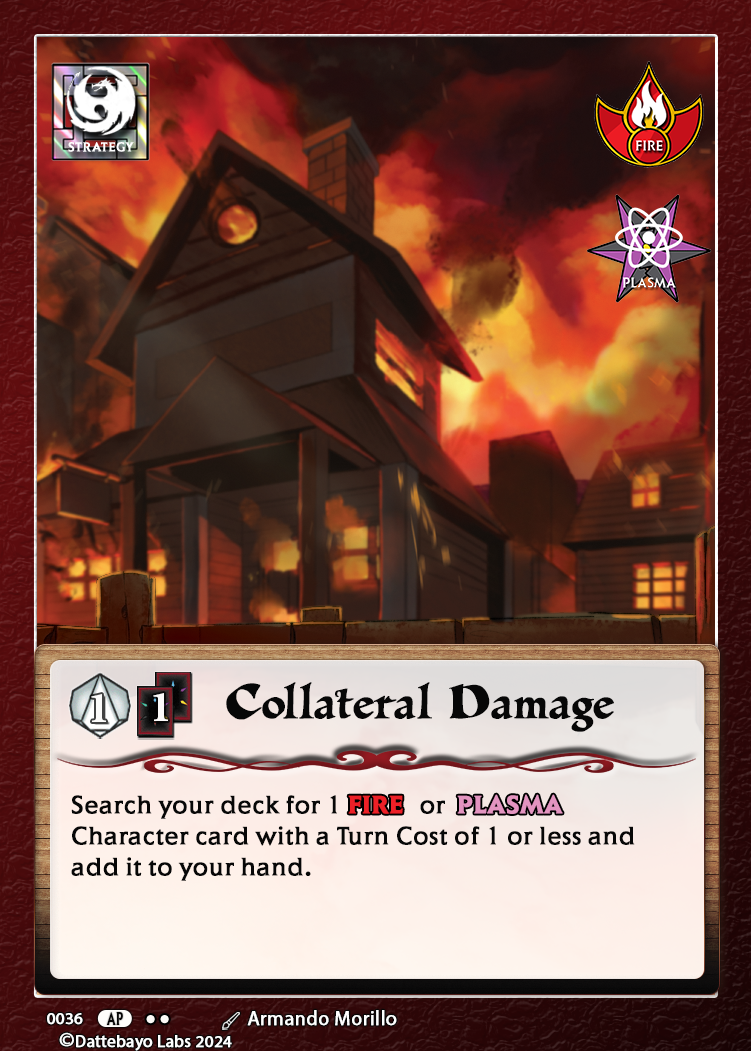 STRATEGY
FIRE
PLASMA
1 1 Collateral Damage
Search your deck for 1 FIRE or PLASMA
Character card with a Turn Cost of 1 or less and
add it to your hand.
0036 AP •• Armando Morillo
©Dattebayo Labs 2024